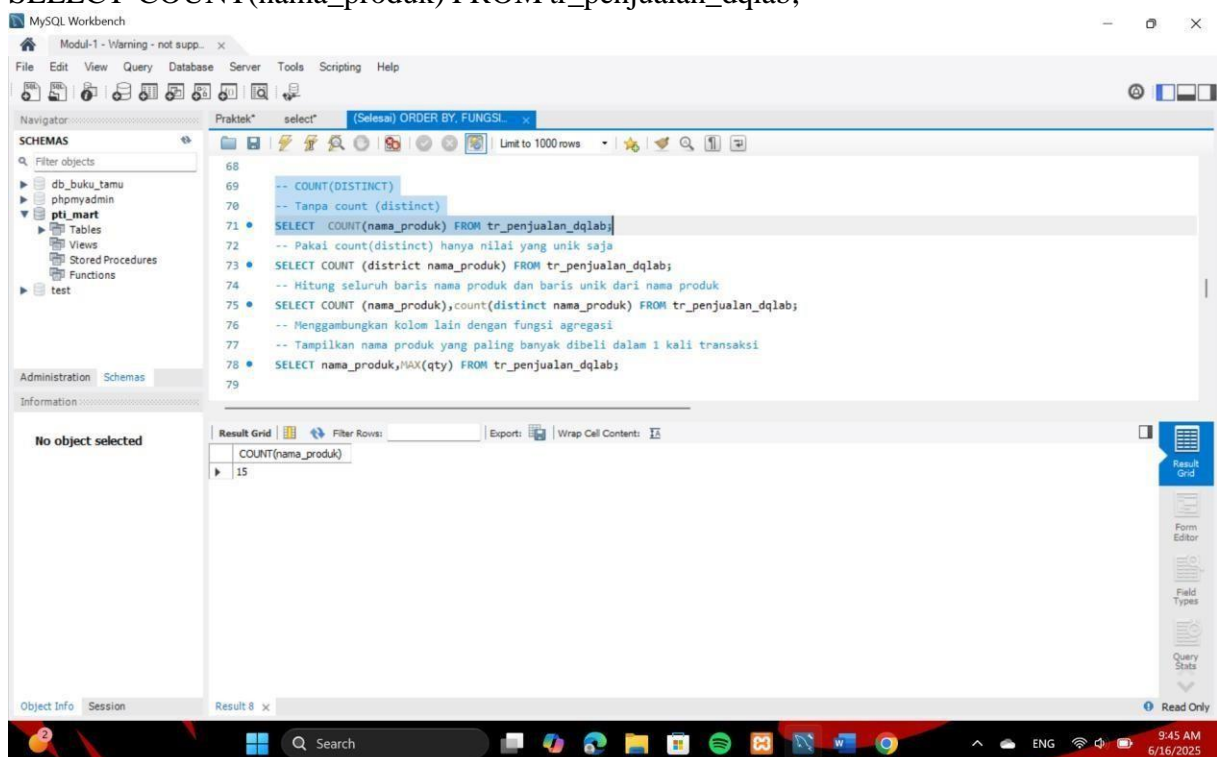 SELECT COUNT(nama_produk) FROM tr_penjualan_dqlab;
MySQL Workbench
Modul-1 - Warning - not supp...
File Edit View Query Database Server Tools Scripting Help
Navigator
Praktek* select* (Selesai) ORDER BY, FUNGSI...
SCHEMAS
Limit to 1000 rows
Filter objects
db_buku_tamu
phpmyadmin
pti_mart
Tables
Views
Stored Procedures
Functions
test
68
69 -- COUNT(DISTINCT)
70 -- Tanpa count (distinct)
71 SELECT COUNT(nama_produk) FROM tr_penjualan_dqlab;
72 -- Pakai count(distinct) hanya nilai yang unik saja
73 SELECT COUNT (district nama_produk) FROM tr_penjualan_dqlab;
74 -- Hitung seluruh baris nama produk dan baris unik dari nama produk
75 SELECT COUNT (nama_produk),count(distinct nama_produk) FROM tr_penjualan_dqlab;
76 -- Menggambungkan kolom lain dengan fungsi agregasi
77 -- Tampilkan nama produk yang paling banyak dibeli dalam 1 kali transaksi
78 SELECT nama_produk,MAX(qty) FROM tr_penjualan_dqlab;
79
Administration Schemas
Information
No object selected
Result Grid Filter Rows: Export: Wrap Cell Content:
COUNT(nama_produk)
15
Result Grid
Form Editor
Field Types
Query Stats
Object Info Session
Result 8
Read Only
2
Search
ENG
9:45 AM
6/16/2025